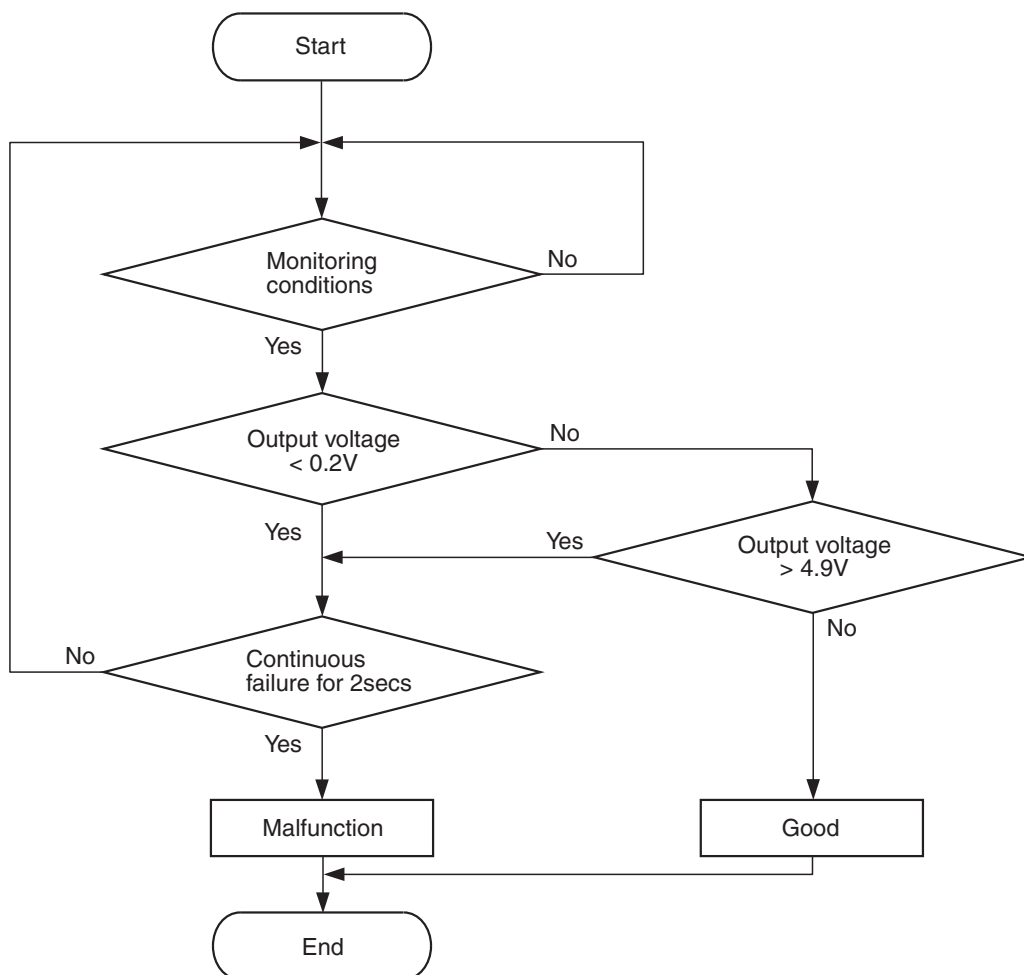 Start
Monitoring
conditions
No
Yes
Output voltage
< 0.2V
No
Yes
Yes
Output voltage
> 4.9V
No
No
Continuous
failure for 2secs
Yes
Malfunction
Good
End